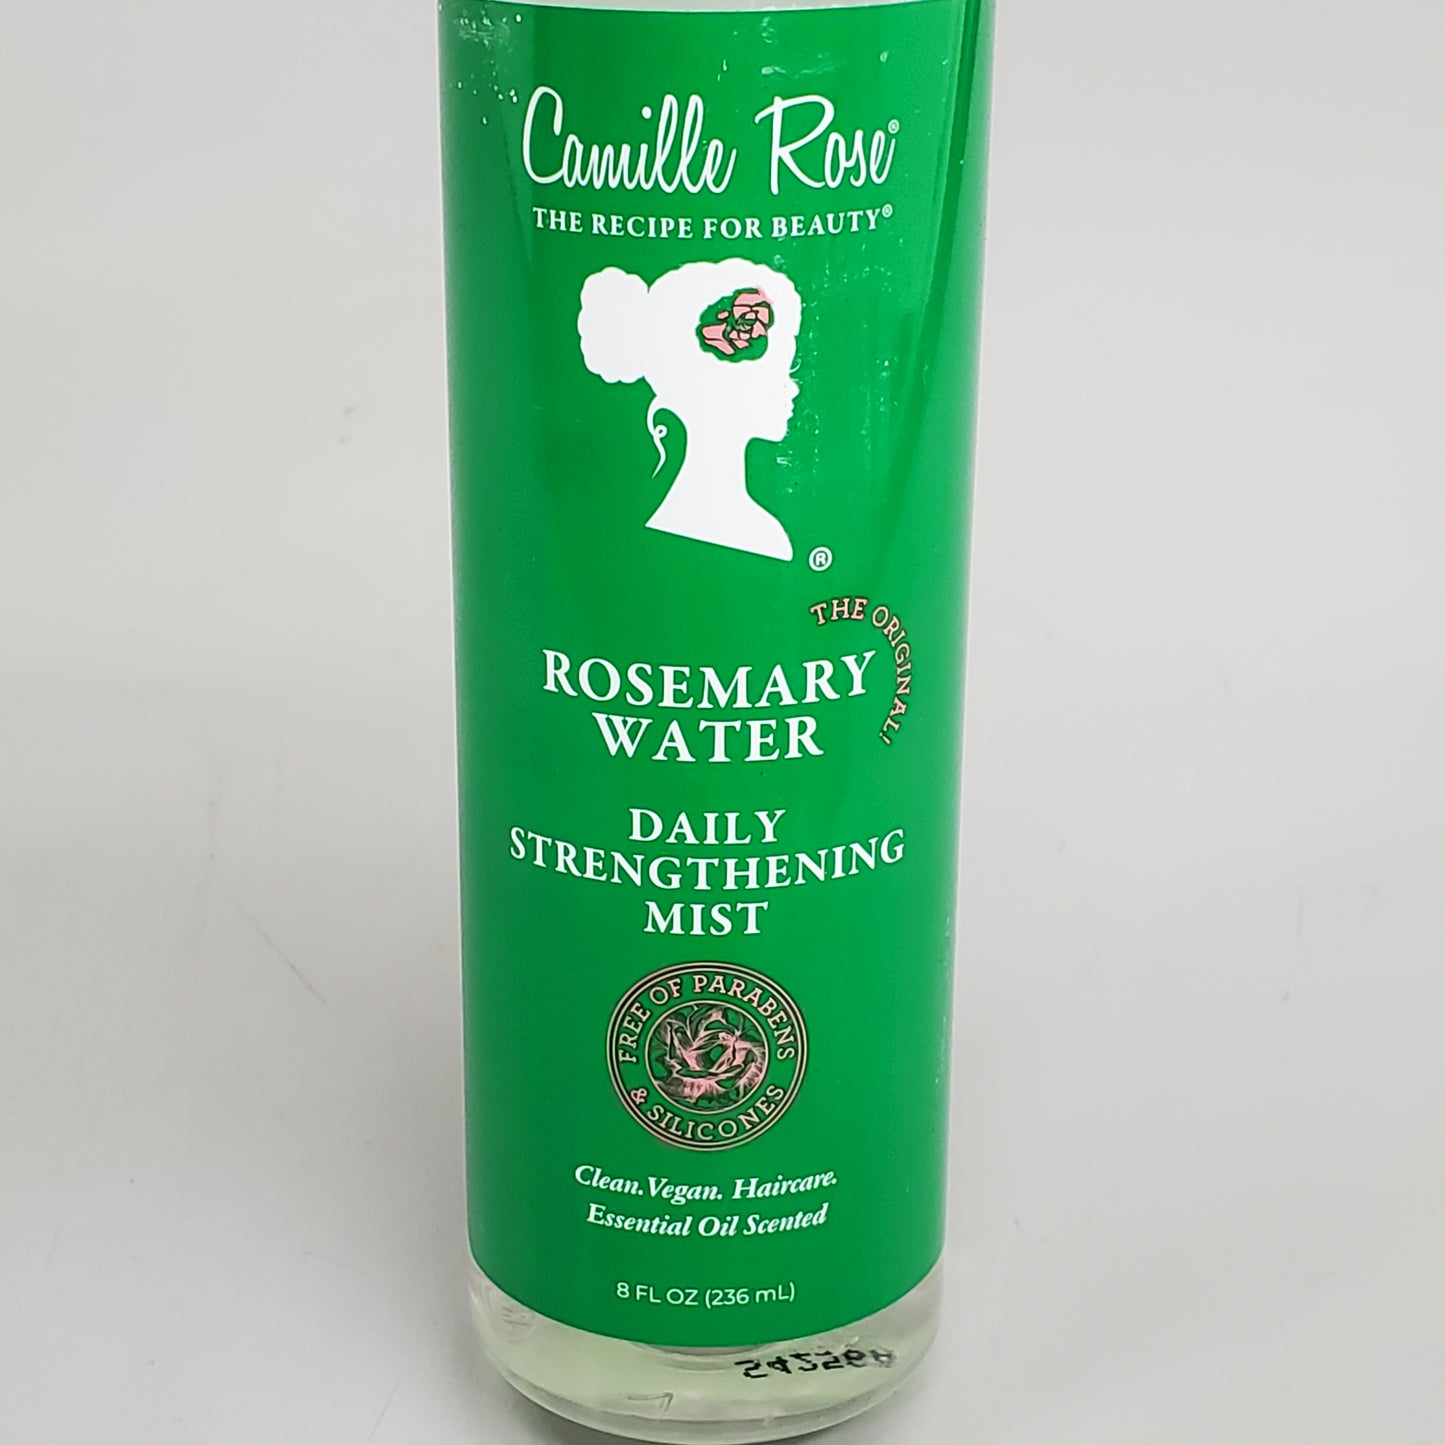 Camille Rose®
THE RECIPE FOR BEAUTY®
®
THE ORIGINAL!
ROSEMARY
WATER
DAILY
STRENGTHENING
MIST
FREE OF PARABENS
& SILICONES
Clean. Vegan. Haircare.
Essential Oil Scented
8 FL OZ (236 mL)